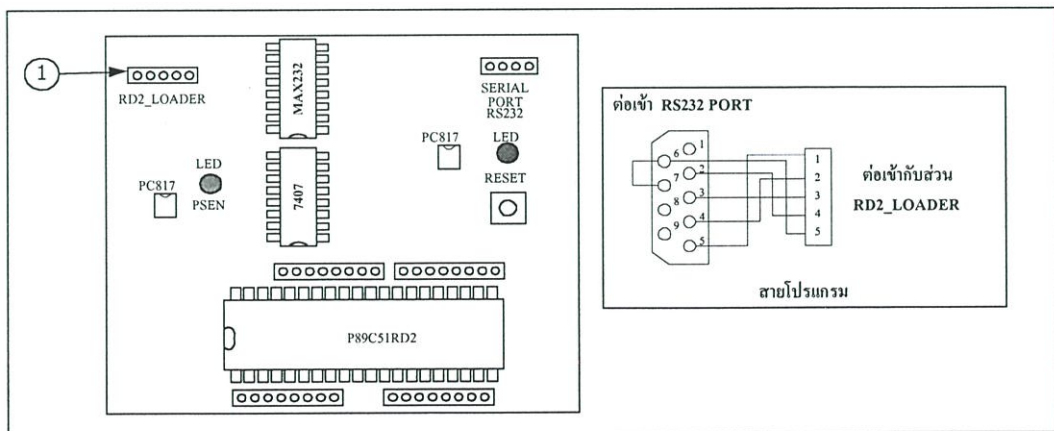 1
RD2_LOADER
MAX232
SERIAL
PORT
RS232
PC817
LED
RESET
LED
PC817
PSEN
7407
P89C51RD2
ต่อเข้า RS232 PORT
1
6
2
7
3
8
4
9
5
1
2
3
4
5
ต่อเข้ากับส่วน
RD2_LOADER
สายโปรแกรม